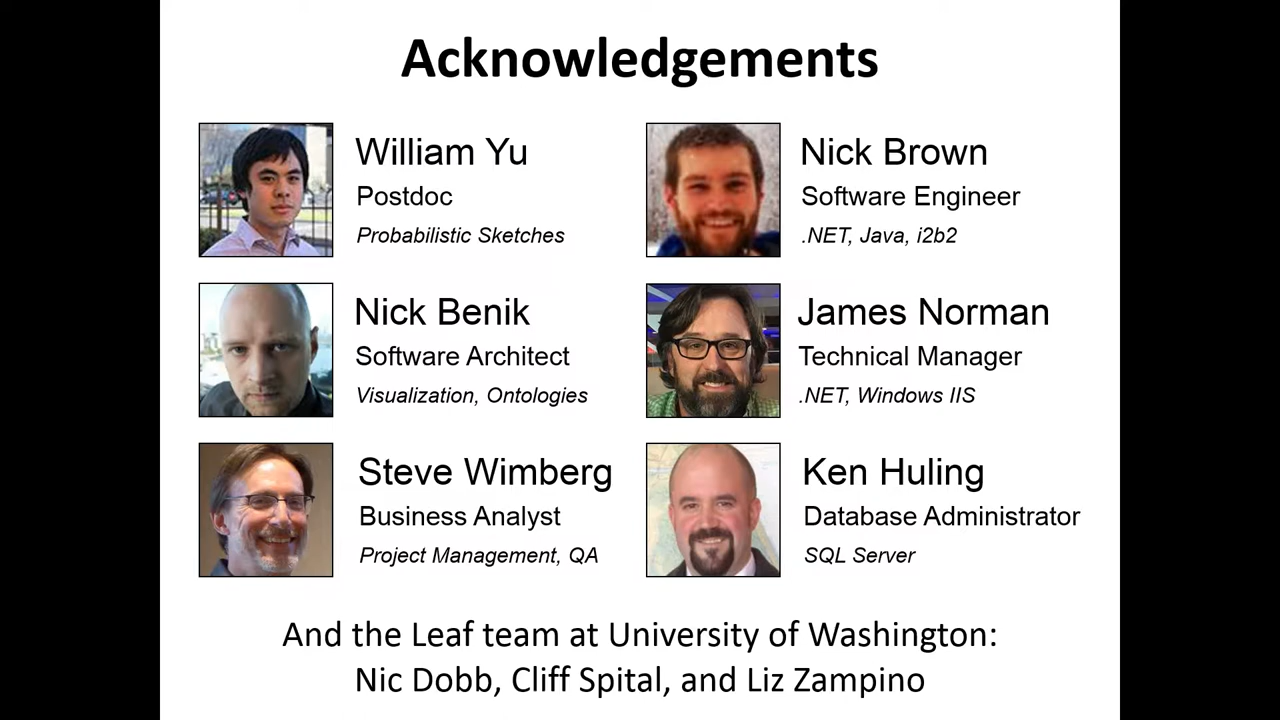 Acknowledgements
William Yu
Postdoc
Probabilistic Sketches
Nick Brown
Software Engineer
.NET, Java, i2b2
Nick Benik
Software Architect
Visualization, Ontologies
James Norman
Technical Manager
.NET, Windows IIS
Steve Wimberg
Business Analyst
Project Management, QA
Ken Huling
Database Administrator
SQL Server
And the Leaf team at University of Washington:
Nic Dobb, Cliff Spital, and Liz Zampino